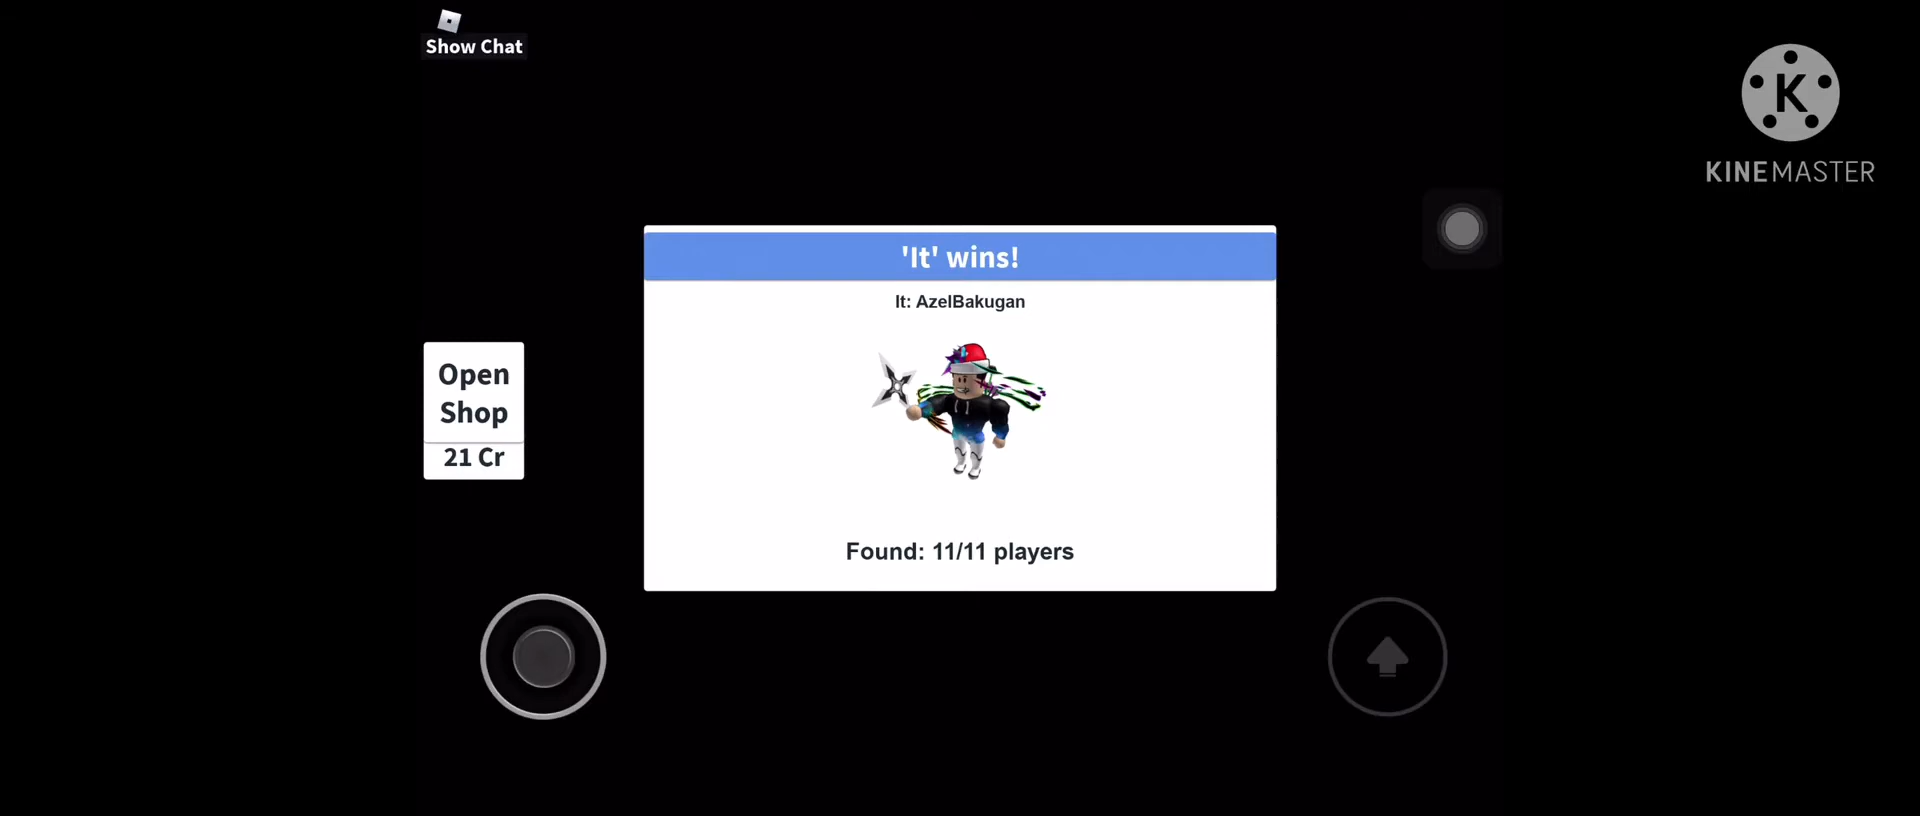 Show Chat
K
KINEMASTER
'It' wins!
It: AzelBakugan
Open
Shop
21 Cr
Found: 11/11 players